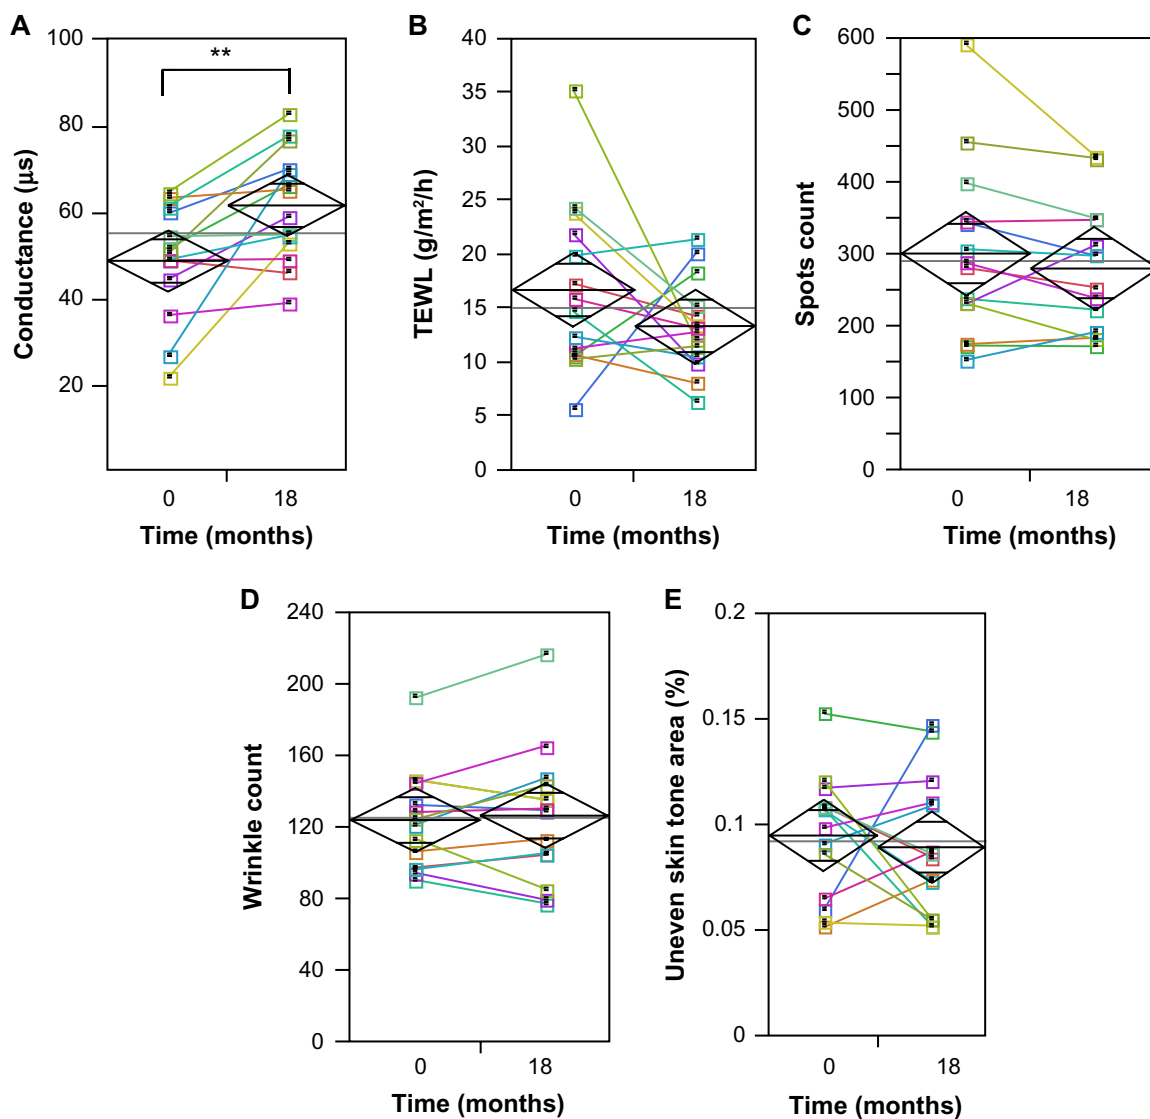 A
B
C
**
100
80
60
40
20
Conductance (µs)
0 18
Time (months)
40
35
30
25
20
15
10
5
0
TEWL (g/m²/h)
0 18
Time (months)
600
500
400
300
200
100
0
Spots count
0 18
Time (months)
D
E
240
200
160
120
80
40
0
Wrinkle count
0 18
Time (months)
0.2
0.15
0.1
0.05
0
Uneven skin tone area (%)
0 18
Time (months)